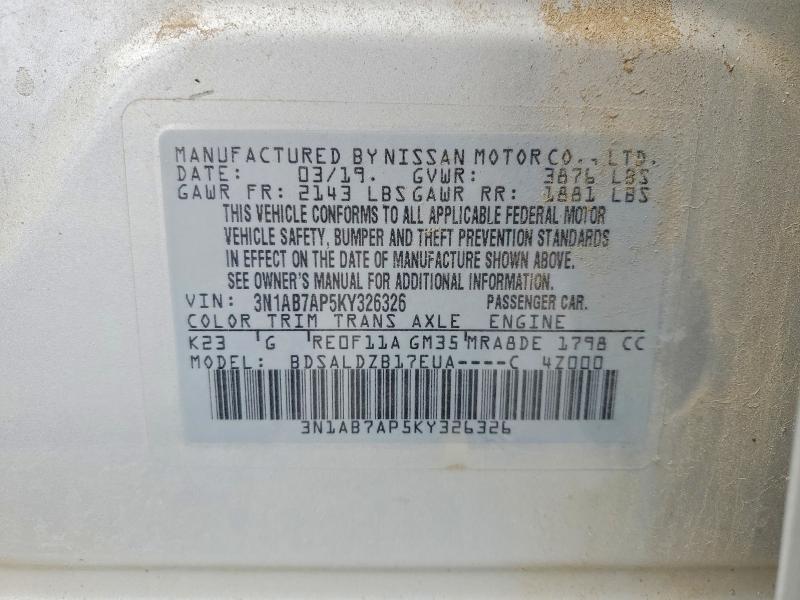 MANUFACTURED BY NISSAN MOTOR CO., LTD.
DATE: 03/19. GVWR: 3876 LBS
GAWR FR: 2143 LBS GAWR RR: 1881 LBS
THIS VEHICLE CONFORMS TO ALL APPLICABLE FEDERAL MOTOR
VEHICLE SAFETY, BUMPER AND THEFT PREVENTION STANDARDS
IN EFFECT ON THE DATE OF MANUFACTURE SHOWN ABOVE.
SEE OWNER'S MANUAL FOR ADDITIONAL INFORMATION.
VIN: 3N1AB7AP5KY326326 PASSENGER CAR.
COLOR TRIM TRANS AXLE ENGINE
K23 G RE0F11A GM35 MRA8DE 1798 CC
MODEL: BDSALDZB17EUA----C 4Z000
3N1AB7AP5KY326326